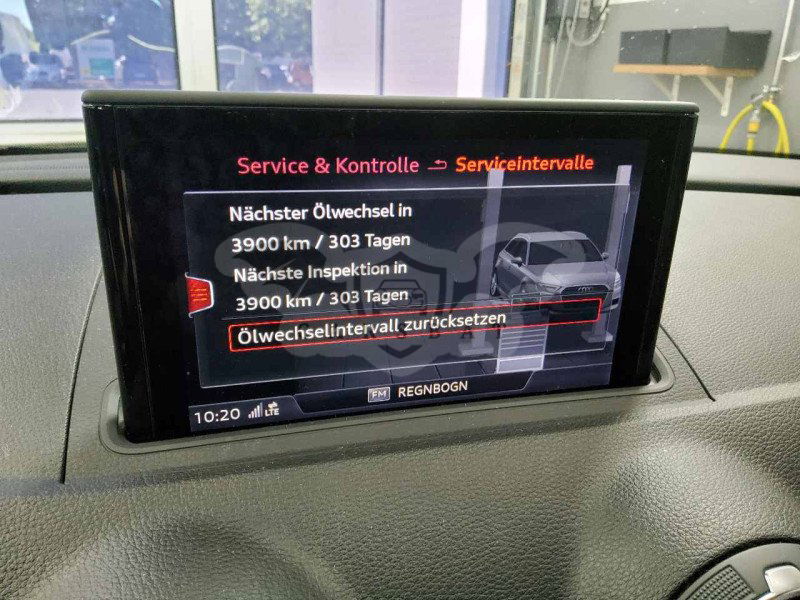 Service & Kontrolle Serviceintervalle
Nächster Ölwechsel in
3900 km / 303 Tagen
Nächste Inspektion in
3900 km / 303 Tagen
Ölwechselintervall zurücksetzen
FM REGNBOGN
10:20 LTE